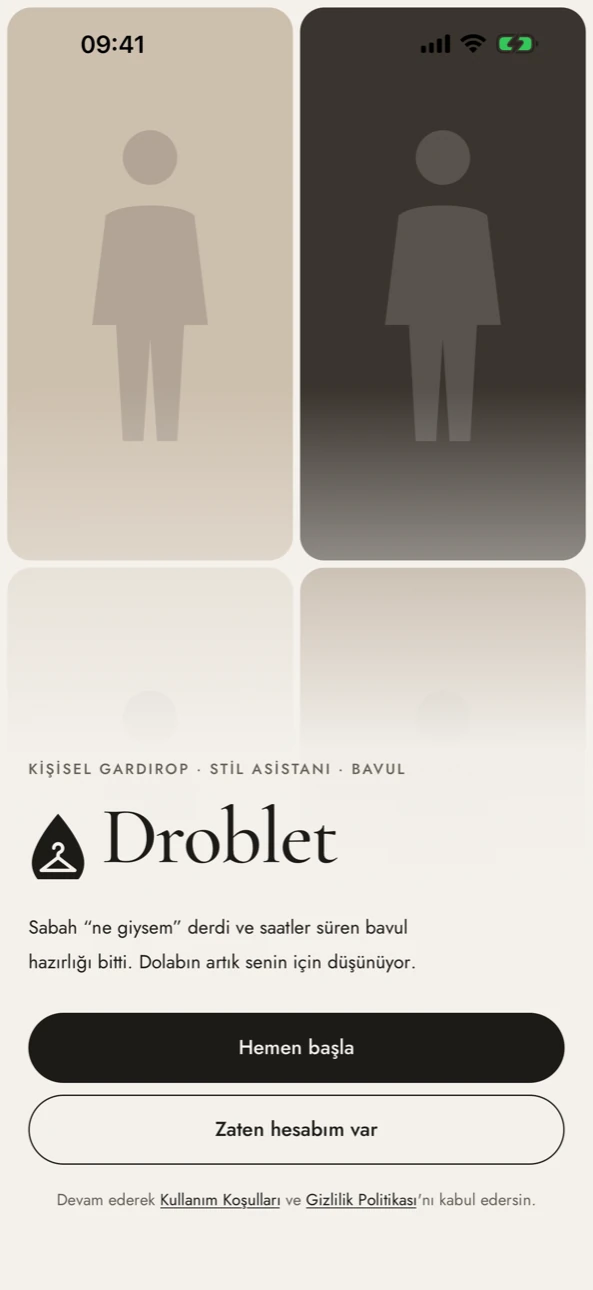 09:41
KİŞİSEL GARDIROP · STİL ASİSTANI · BAVUL
Droblet
Sabah “ne giysem” derdi ve saatler süren bavul
hazırlığı bitti. Dolabın artık senin için düşünüyor.
Hemen başla
Zaten hesabım var
Devam ederek Kullanım Koşulları ve Gizlilik Politikası'nı kabul edersin.